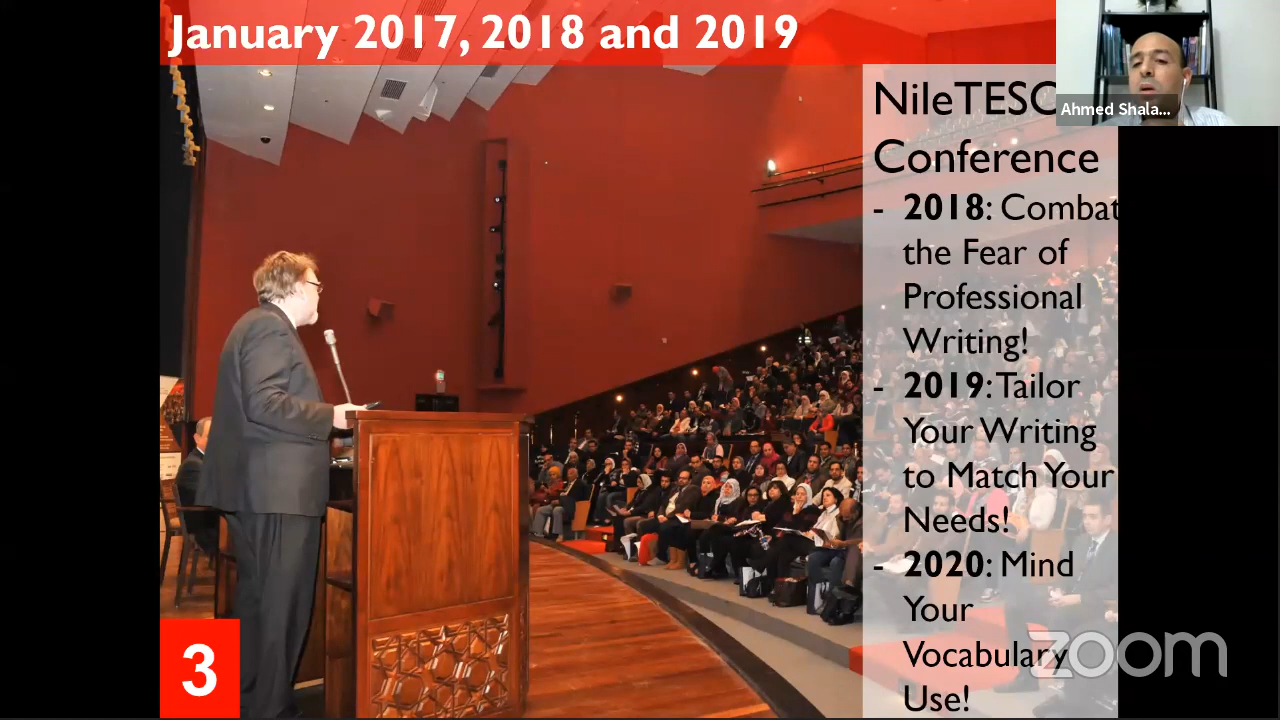 January 2017, 2018 and 2019
Ahmed Shala...
NileTESO
Conference
- 2018: Combat
the Fear of
Professional
Writing!
- 2019: Tailor
Your Writing
to Match Your
Needs!
- 2020: Mind
Your
Vocabulary
Use!
3
zoom